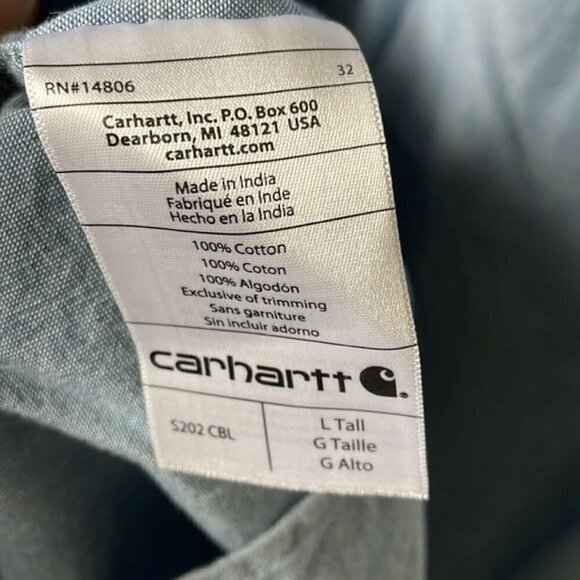 RN#14806 32
Carhartt, Inc. P.O. Box 600
Dearborn, MI 48121 USA
carhartt.com
Made in India
Fabriqué en Inde
Hecho en la India
100% Cotton
100% Coton
100% Algodón
Exclusive of trimming
Sans garniture
Sin incluir adorno
carhartt
S202 CBL
L Tall
G Taille
G Alto